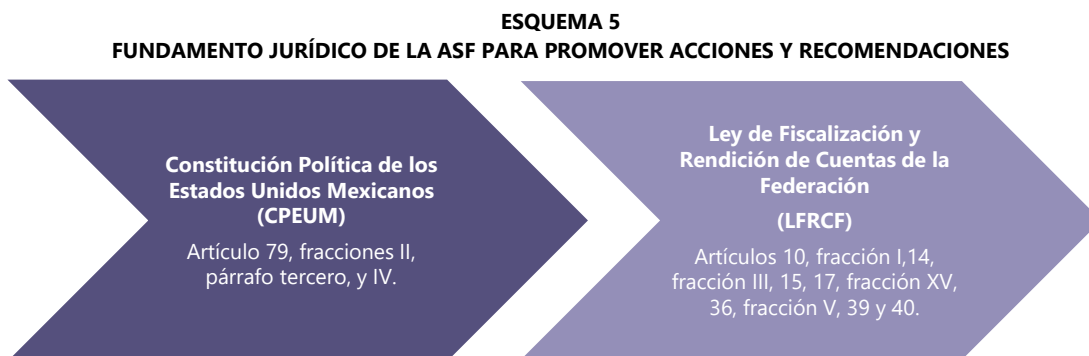 ESQUEMA 5
FUNDAMENTO JURÍDICO DE LA ASF PARA PROMOVER ACCIONES Y RECOMENDACIONES
Constitución Política de los
Estados Unidos Mexicanos
(CPEUM)
Artículo 79, fracciones II,
párrafo tercero, y IV.
Ley de Fiscalización y
Rendición de Cuentas de la
Federación
(LFRCF)
Artículos 10, fracción I,14,
fracción III, 15, 17, fracción XV,
36, fracción V, 39 y 40.